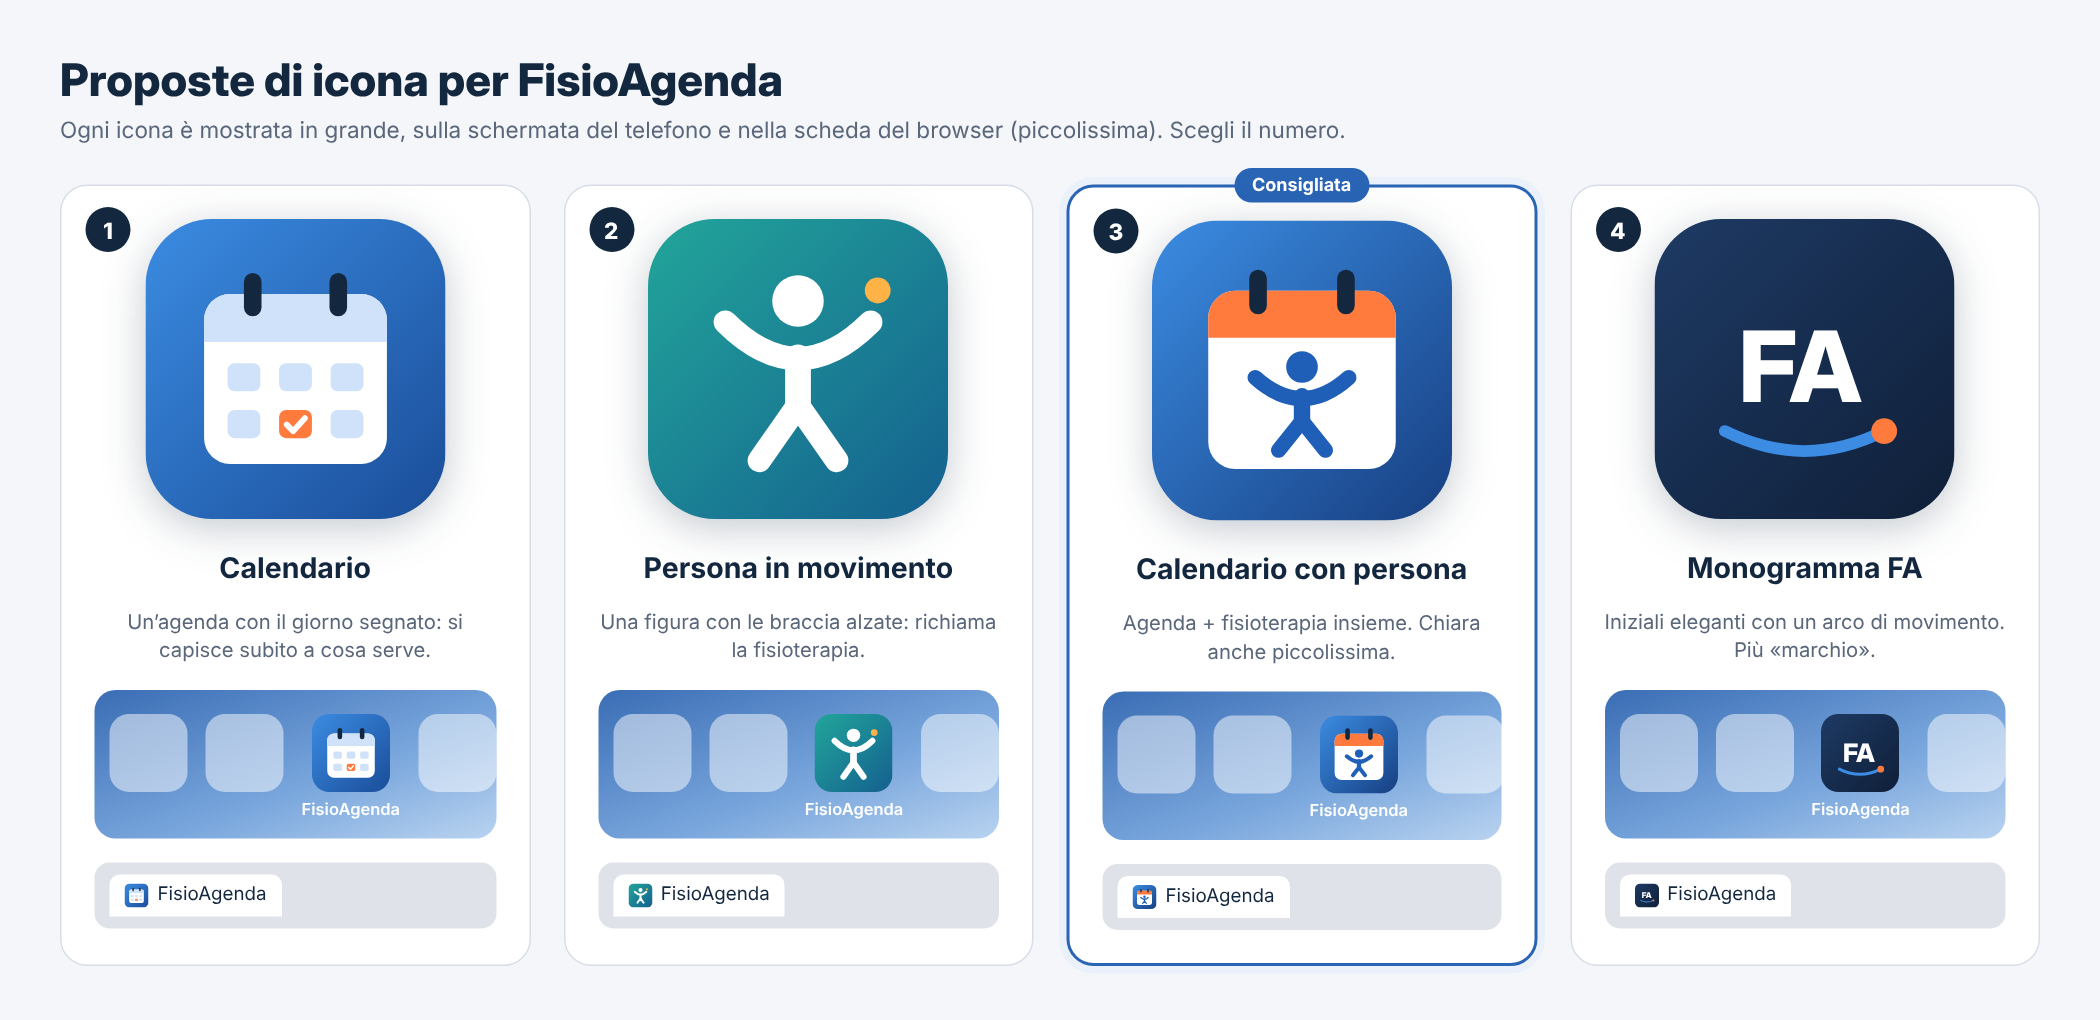 Proposte di icona per FisioAgenda
Ogni icona è mostrata in grande, sulla schermata del telefono e nella scheda del browser (piccolissima). Scegli il numero.
1
Calendario
Un’agenda con il giorno segnato: si
capisce subito a cosa serve.
FisioAgenda
FisioAgenda
2
Persona in movimento
Una figura con le braccia alzate: richiama
la fisioterapia.
FisioAgenda
FisioAgenda
Consigliata
3
Calendario con persona
Agenda + fisioterapia insieme. Chiara
anche piccolissima.
FisioAgenda
FisioAgenda
4
FA
Monogramma FA
Iniziali eleganti con un arco di movimento.
Più «marchio».
FA
FisioAgenda
FA
FisioAgenda